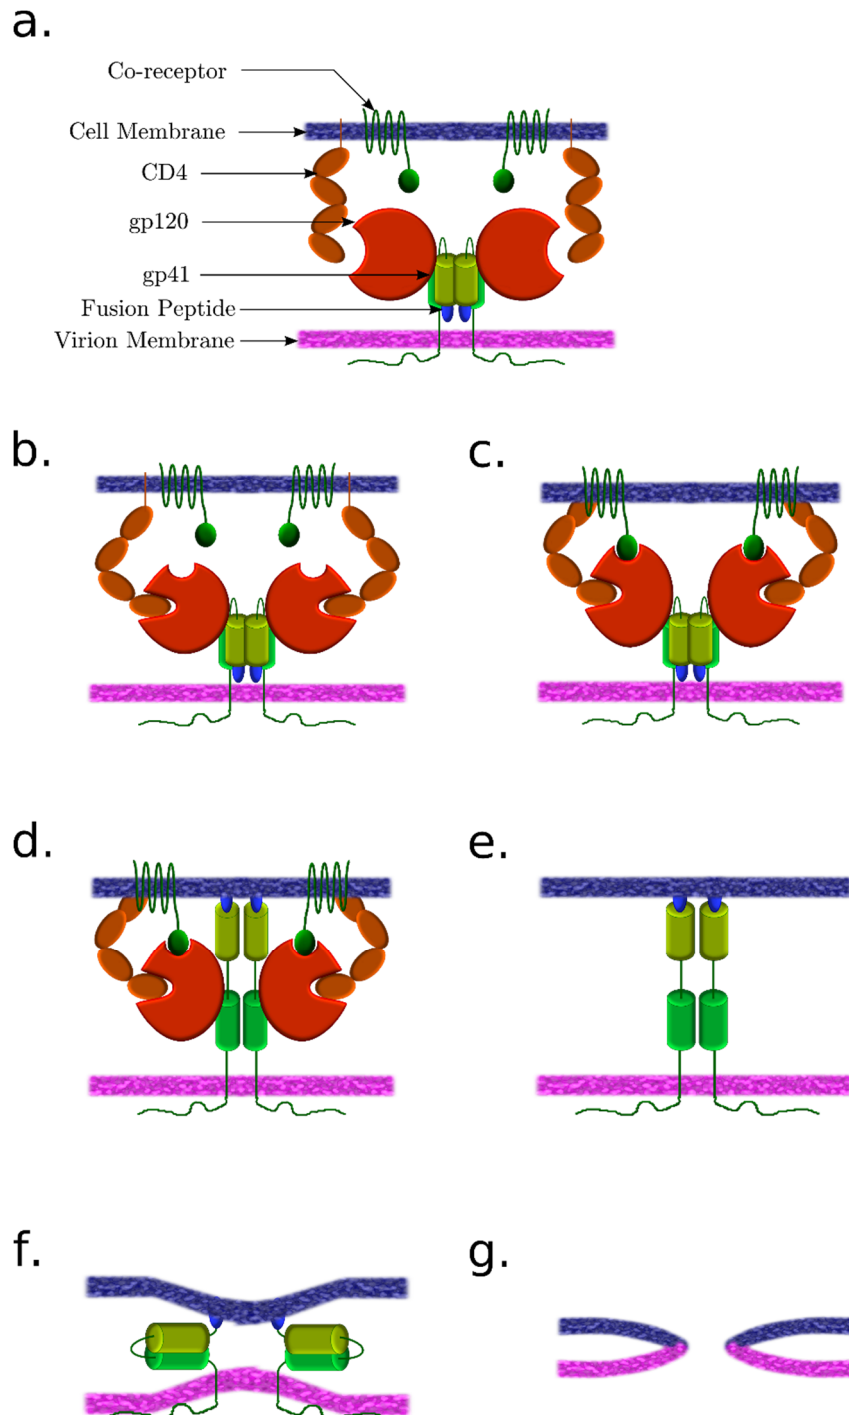 a.
Co-receptor
Cell Membrane
CD4
gp120
gp41
Fusion Peptide
Virion Membrane
b.
c.
d.
e.
f.
g.